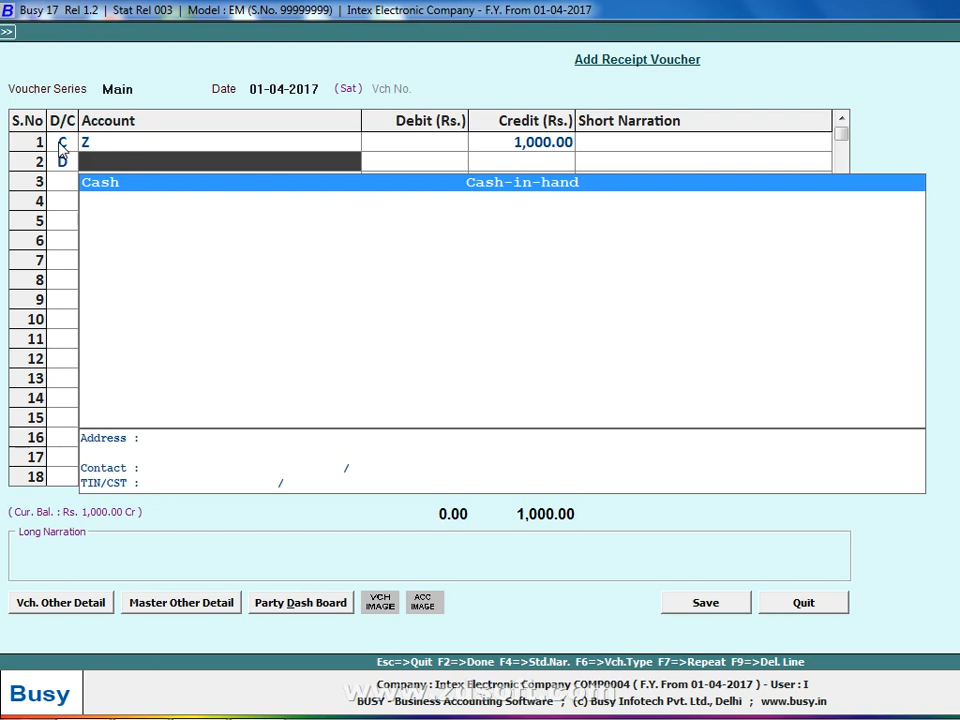 B Busy 17 Rel 1.2 | Stat Rel 003 | Model : EM (S.No. 99999999) | Intex Electronic Company - F.Y. From 01-04-2017
>>
Add Receipt Voucher
Voucher Series Main Date 01-04-2017 (Sat) Vch No.
S.No D/C Account Debit (Rs.) Credit (Rs.) Short Narration
1 C Z 1,000.00
2 D
3 Cash Cash-in-hand
4
5
6
7
8
9
10
11
12
13
14
15
16 Address :
17 Contact : /
18 TIN/CST : /
( Cur. Bal. : Rs. 1,000.00 Cr ) 0.00 1,000.00
Long Narration
Vch. Other Detail Master Other Detail Party Dash Board VCH IMAGE ACC IMAGE Save Quit
Esc=>Quit F2=>Done F4=>Std.Nar. F6=>Vch.Type F7=>Repeat F9=>Del. Line
Company : Intex Electronic Company COMP0004 ( F.Y. From 01-04-2017 ) - User : I
www.zdsoft.com
Busy BUSY - Business Accounting Software ; (c) Busy Infotech Pvt. Ltd., Delhi ; www.busy.in